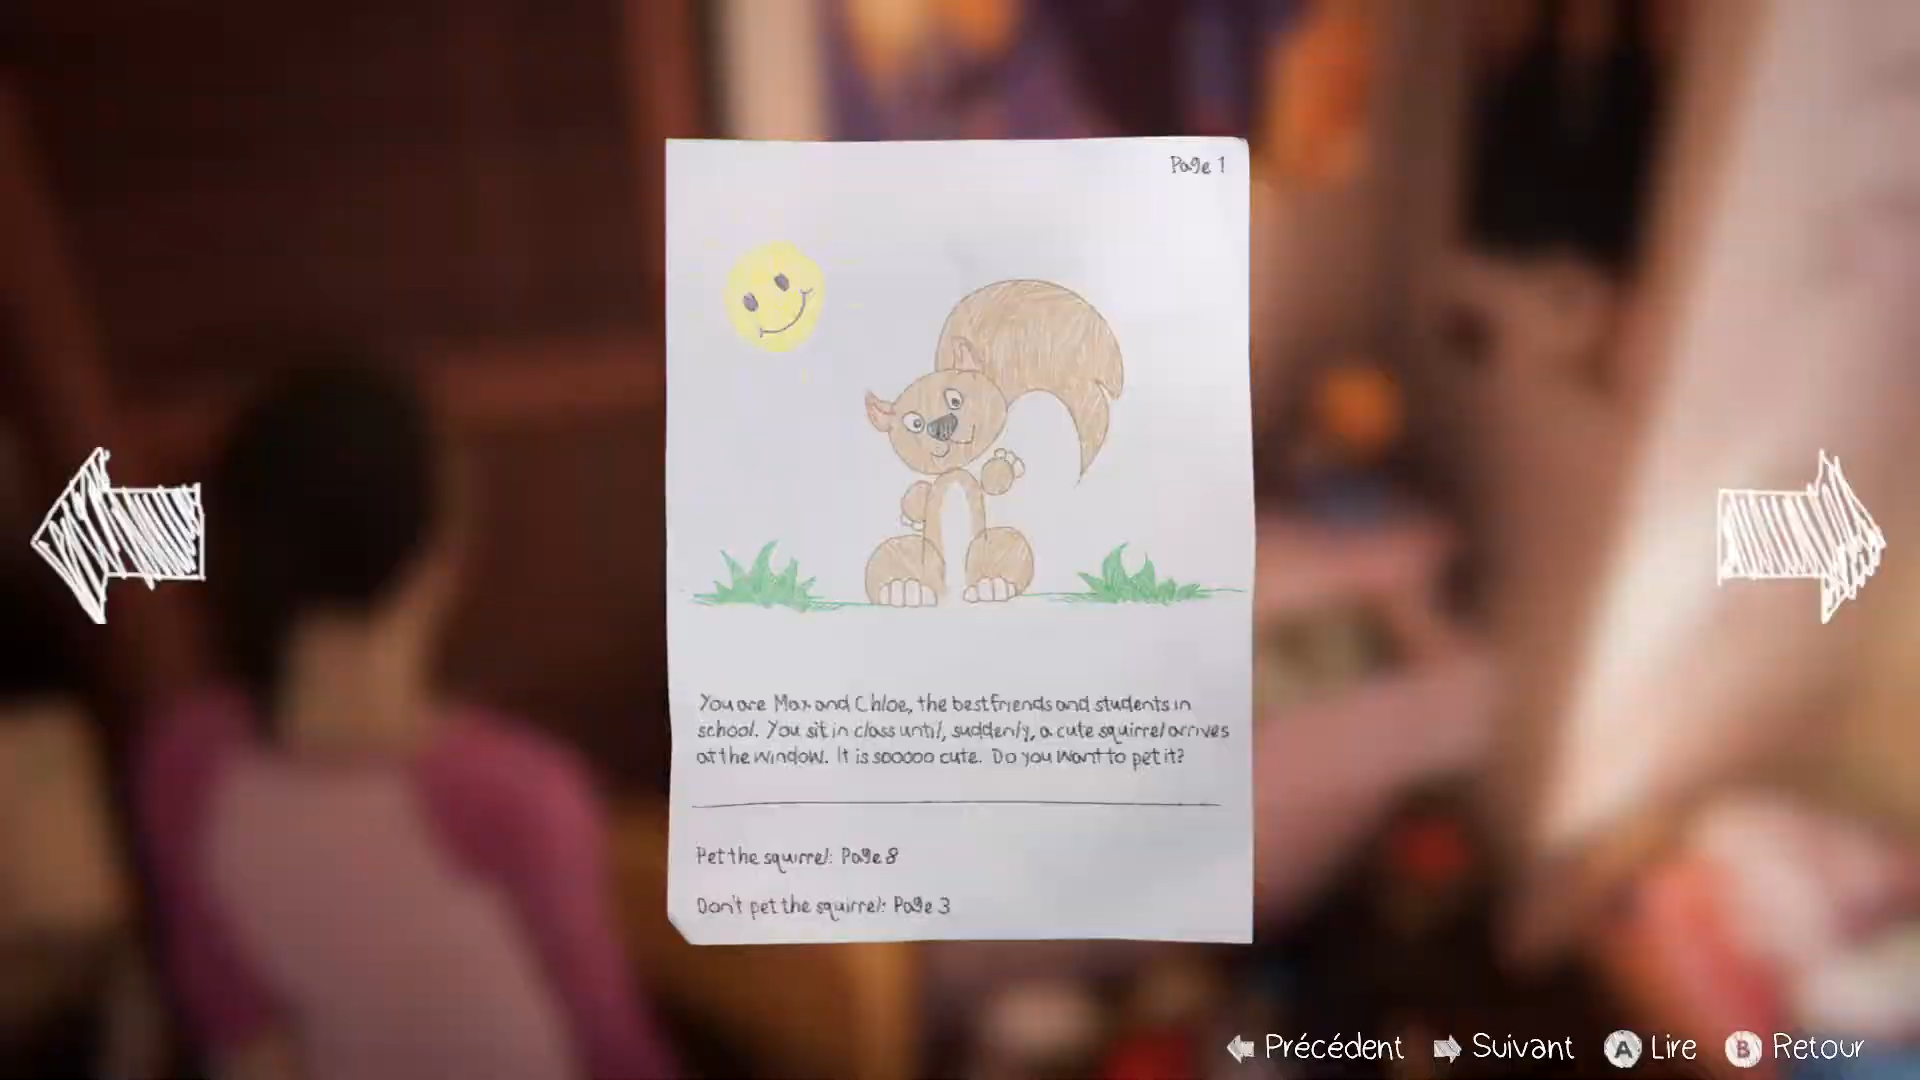 Page 1
You are Max and Chloe, the best friends and students in
school. You sit in class until, suddenly, a cute squirrel arrives
at the window. It is sooooo cute. Do you want to pet it?
Pet the squirrel: Page 8
Don't pet the squirrel: Page 3
Précédent Suivant A Lire B Retour